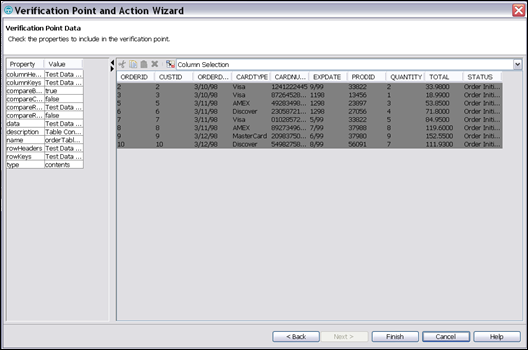 Verification Point and Action Wizard
Verification Point Data
Check the properties to include in the verification point.
Property Value
columnHe... Test Data ...
columnKeys Test Data ...
compareB... true
compareC... false
compareR... false
compareR... false
data Test Data ...
description Table Con...
name orderTabl...
rowHeaders Test Data ...
rowKeys Test Data ...
type contents
Column Selection
ORDERID CUSTID ORDERD... CARDTYPE CARDNU... EXPDATE PRODID QUANTITY TOTAL STATUS
2 2 3/10/98 Visa 1241222445 9/99 33822 2 33.9800 Order Initi...
3 3 3/10/98 Visa 87264528... 1198 13456 1 18.9900 Order Initi...
5 5 3/11/98 AMEX 49283498... 1298 23897 3 53.8500 Order Initi...
6 6 3/11/98 Discover 23058721... 1298 27056 4 71.8000 Order Initi...
7 7 3/11/98 Visa 01028572... 5/99 33822 5 84.9500 Order Initi...
8 8 3/11/98 AMEX 89273496... 7/99 37988 8 119.6000 Order Initi...
9 9 3/12/98 MasterCard 20983750... 6/99 37980 9 152.5500 Order Initi...
10 10 3/12/98 Discover 54982758... 8/99 56091 7 111.9300 Order Initi...
< Back Next > Finish Cancel Help